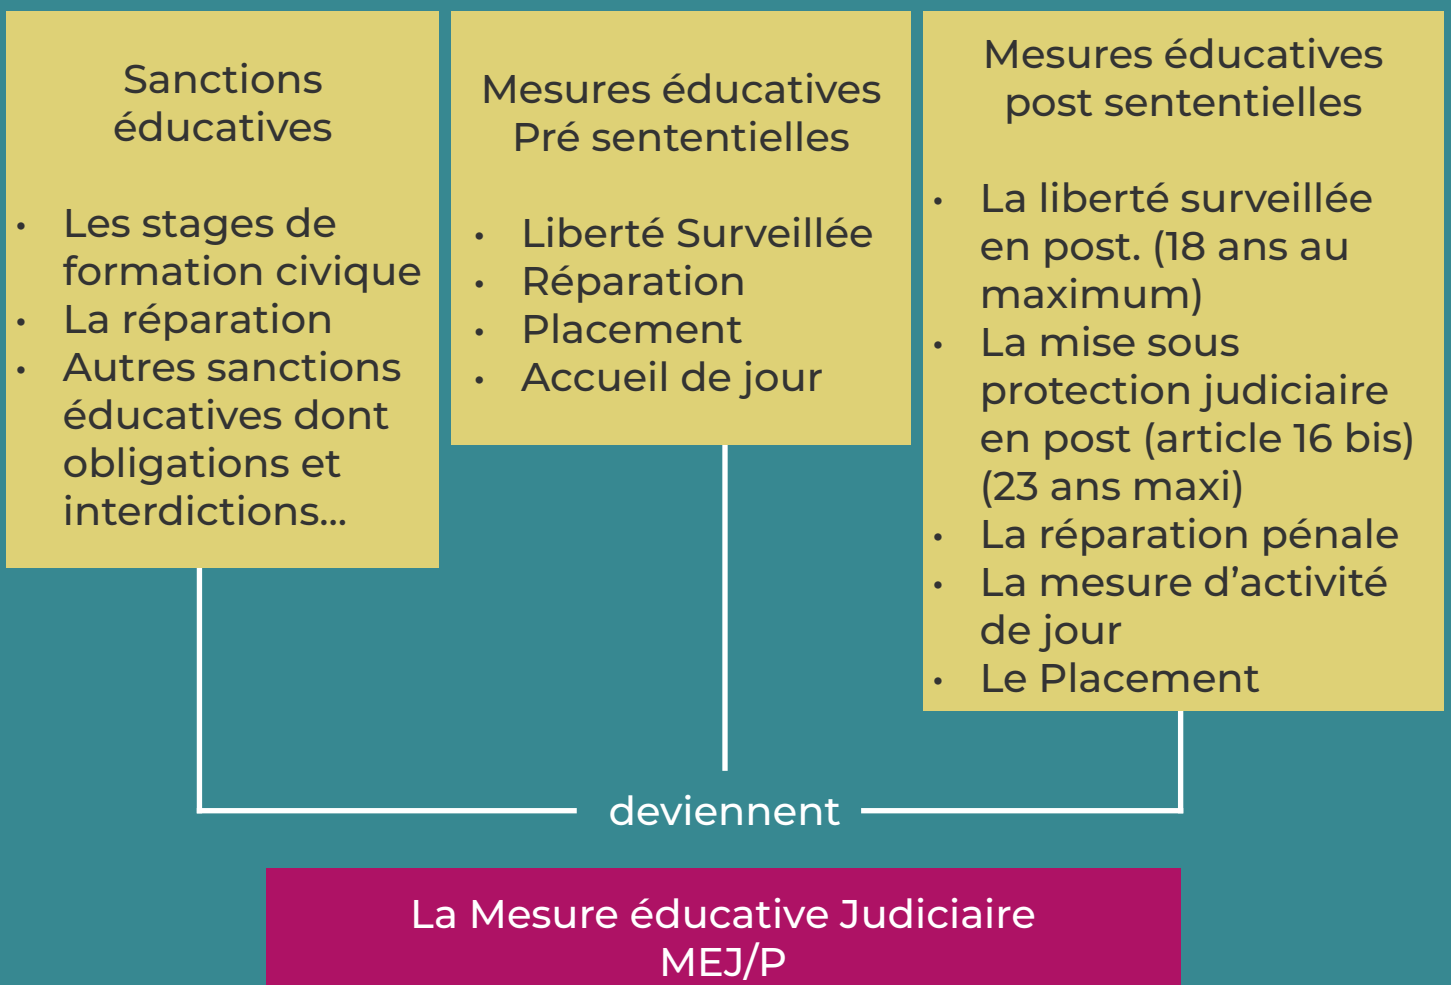 Sanctions
éducatives
• Les stages de
formation civique
• La réparation
• Autres sanctions
éducatives dont
obligations et
interdictions...
Mesures éducatives
Pré sententielles
• Liberté Surveillée
• Réparation
• Placement
• Accueil de jour
Mesures éducatives
post sententielles
• La liberté surveillée
en post. (18 ans au
maximum)
• La mise sous
protection judiciaire
en post (article 16 bis)
(23 ans maxi)
• La réparation pénale
• La mesure d’activité
de jour
• Le Placement
deviennent
La Mesure éducative Judiciaire
MEJ/P